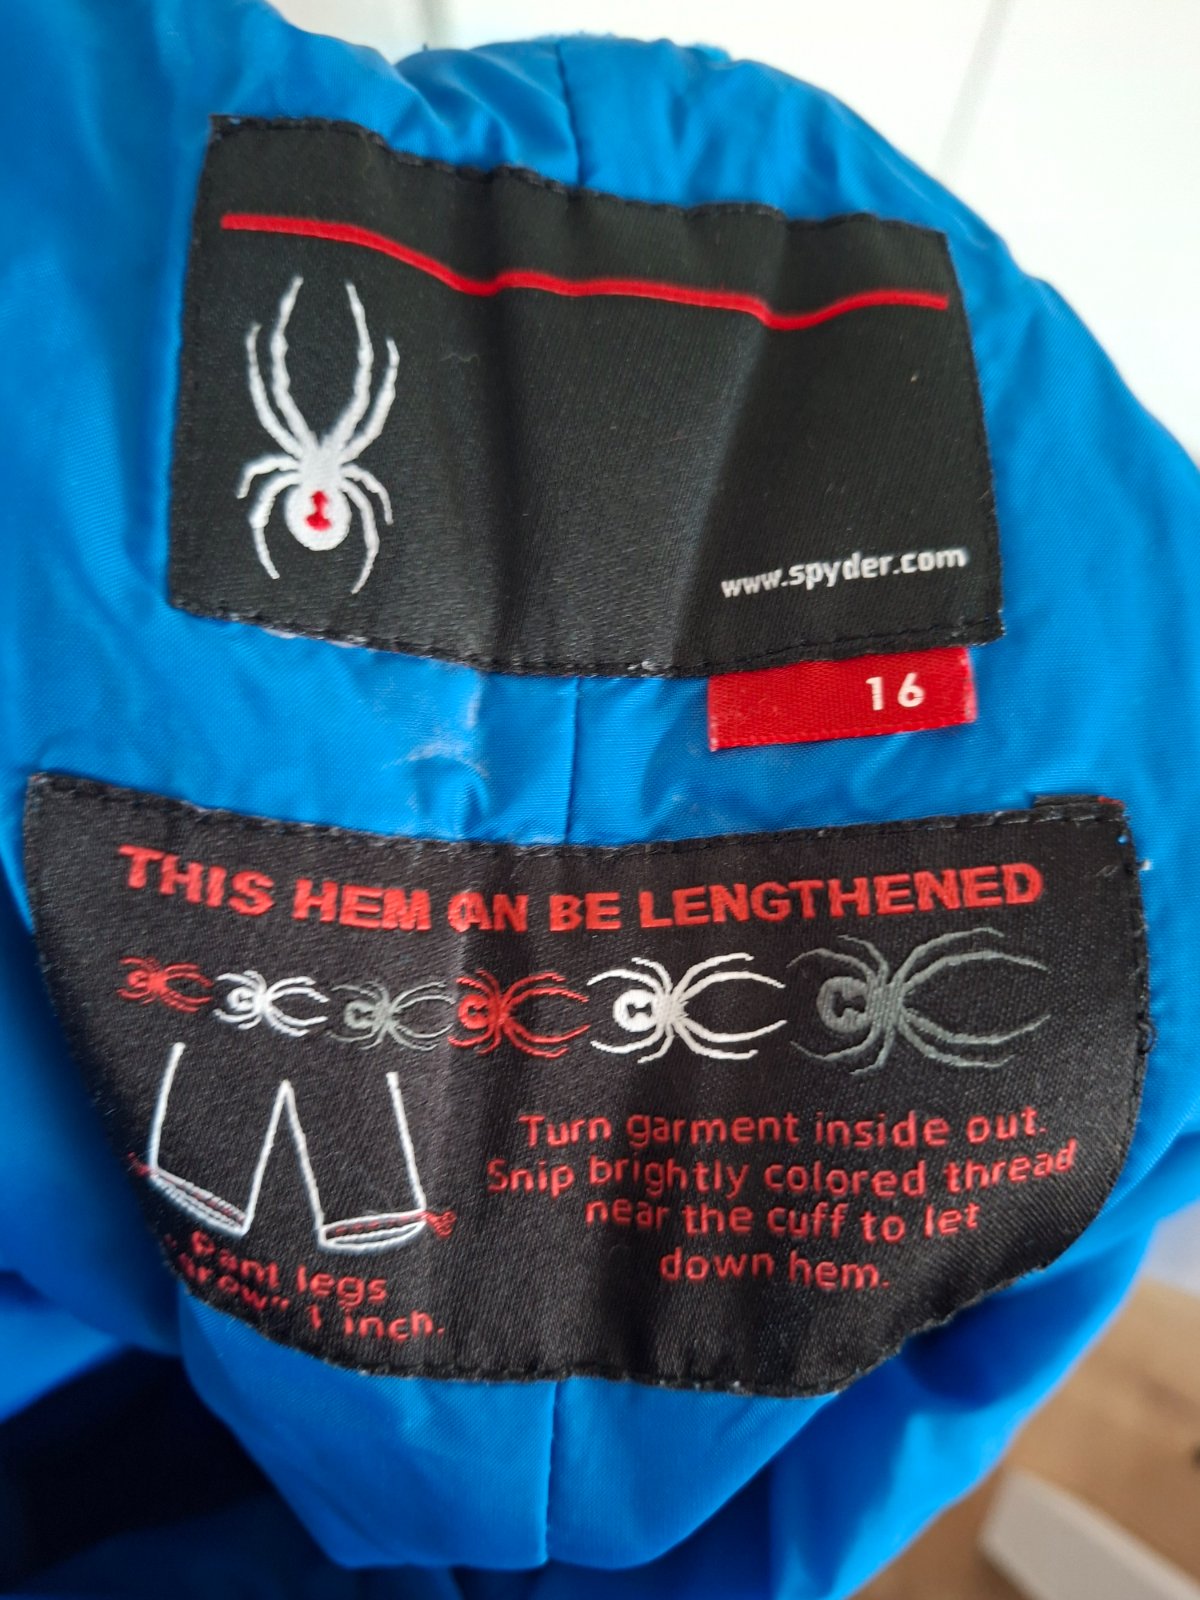 www.spyder.com
16
THIS HEM CAN BE LENGTHENED
Turn garment inside out.
Snip brightly colored thread
near the cuff to let
down hem.
Pant legs
"grow" 1 inch.